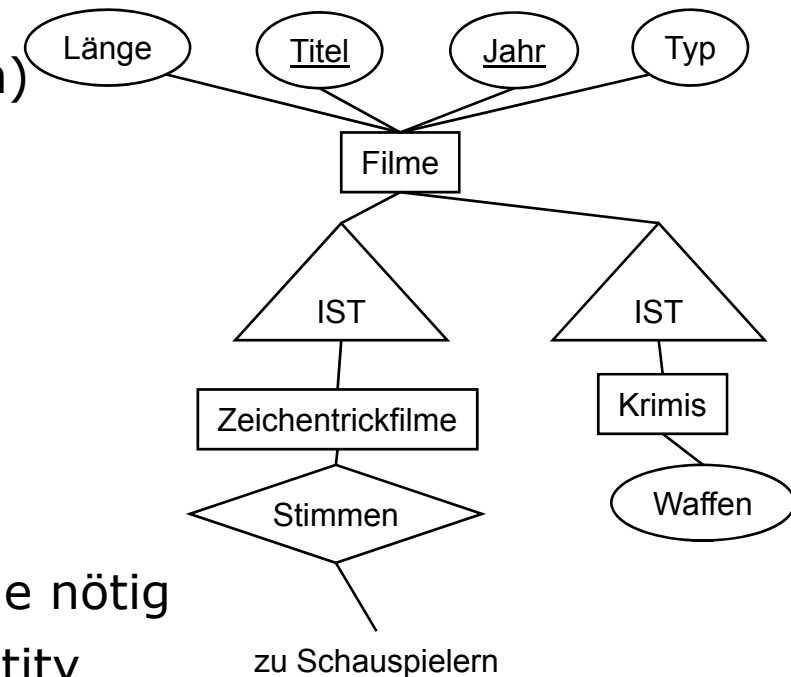 Länge Titel Jahr Typ
)
Filme
IST IST
Zeichentrickfilme Krimis
Stimmen Waffen
e nötig
zu Schauspielern